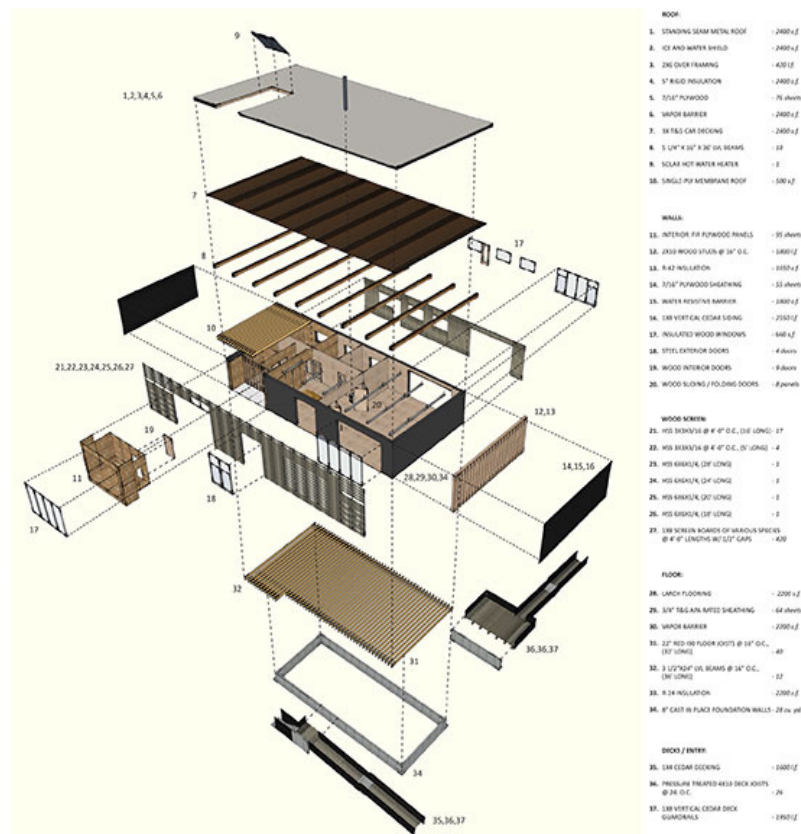 9
1,2,3,4,5,6
7
17
8
10
21,22,23,24,25,26,27
20
12,13
19
11
14,15,16
18
28,29,30,34
17
32
31
36,36,37
34
35,36,37
ROOF:
1. STANDING SEAM METAL ROOF - 2400 s.f.
2. ICE AND WATER SHIELD - 2400 s.f.
3. 2X6 OVER FRAMING - 420 l.f.
4. 5" RIGID INSULATION - 2400 s.f.
5. 7/16" PLYWOOD - 76 sheets
6. VAPOR BARRIER - 2400 s.f.
7. 3X T&G CAR DECKING - 2400 s.f.
8. 5 1/4" X 16" X 36' LVL BEAMS - 18
9. SOLAR HOT WATER HEATER - 1
10. SINGLE-PLY MEMBRANE ROOF - 500 s.f.
WALLS:
11. INTERIOR FIR PLYWOOD PANELS - 95 sheets
12. 2X10 WOOD STUDS @ 16" O.C.
13. R-42 INSULATION
14. 7/16" PLYWOOD SHEATHING - 55 sheets
15. WATER RESISTIVE BARRIER - 1800 s.f.
16. 1X8 VERTICAL CEDAR SIDING - 2550 l.f.
17. INSULATED WOOD WINDOWS - 660 s.f.
18. STEEL EXTERIOR DOORS - 4 doors
19. WOOD INTERIOR DOORS - 9 doors
20. WOOD SLIDING / FOLDING DOORS - 8 panels
WOOD SCREEN:
21. HSS 3X3X3/16 @ 4'-0" O.C., LONG) - 17
22. HSS 3X3X3/16 @ 4'-0" O.C., (5' LONG) - 4
23. HSS 6X6X1/4, (28' LONG) - 1
24. HSS 6X6X1/4, (24' LONG) - 1
25. HSS 6X6X1/4, (20' LONG) - 1
26. HSS 6X6X1/4, LONG) - 1
27. 1X8 SCREEN BOARDS OF VARIOUS SPECIES
@ 4'-0" LENGTHS W/ 1/2" GAPS - 420
FLOOR:
28. LARCH FLOORING - 2200 s.f.
29. 3/4" T&G APA RATED SHEATHING - 64 sheets
30. VAPOR BARRIER - 2200 s.f.
31. 22" RED I90 FLOOR JOISTS @ 16" O.C.,
LONG) - 40
32. 3 1/2"X24" LVL BEAMS @ 16" O.C.,
(36' LONG) - 12
33. INSULATION - 2200 s.f.
34. 8" CAST IN PLACE FOUNDATION WALLS - 28 cu. yd
DECKS / ENTRY:
35. 1X4 CEDAR DECKING - 1600 l.f.
36. PRESSURE TREATED 4X10 DECK JOISTS
@ 24 O.C. - 26
37. 1X8 VERTICAL CEDAR DECK
GUARDRAILS - 1350 l.f.